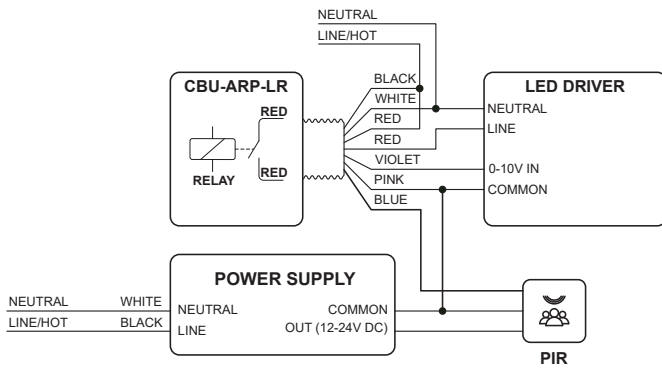 NEUTRAL
LINE/HOT
CBU-ARP-LR
RED
RED
RELAY
BLACK
WHITE
RED
RED
VIOLET
PINK
BLUE
LED DRIVER
NEUTRAL
LINE
0-10V IN
COMMON
POWER SUPPLY
NEUTRAL WHITE
LINE/HOT BLACK
NEUTRAL COMMON
LINE OUT (12-24V DC)
PIR